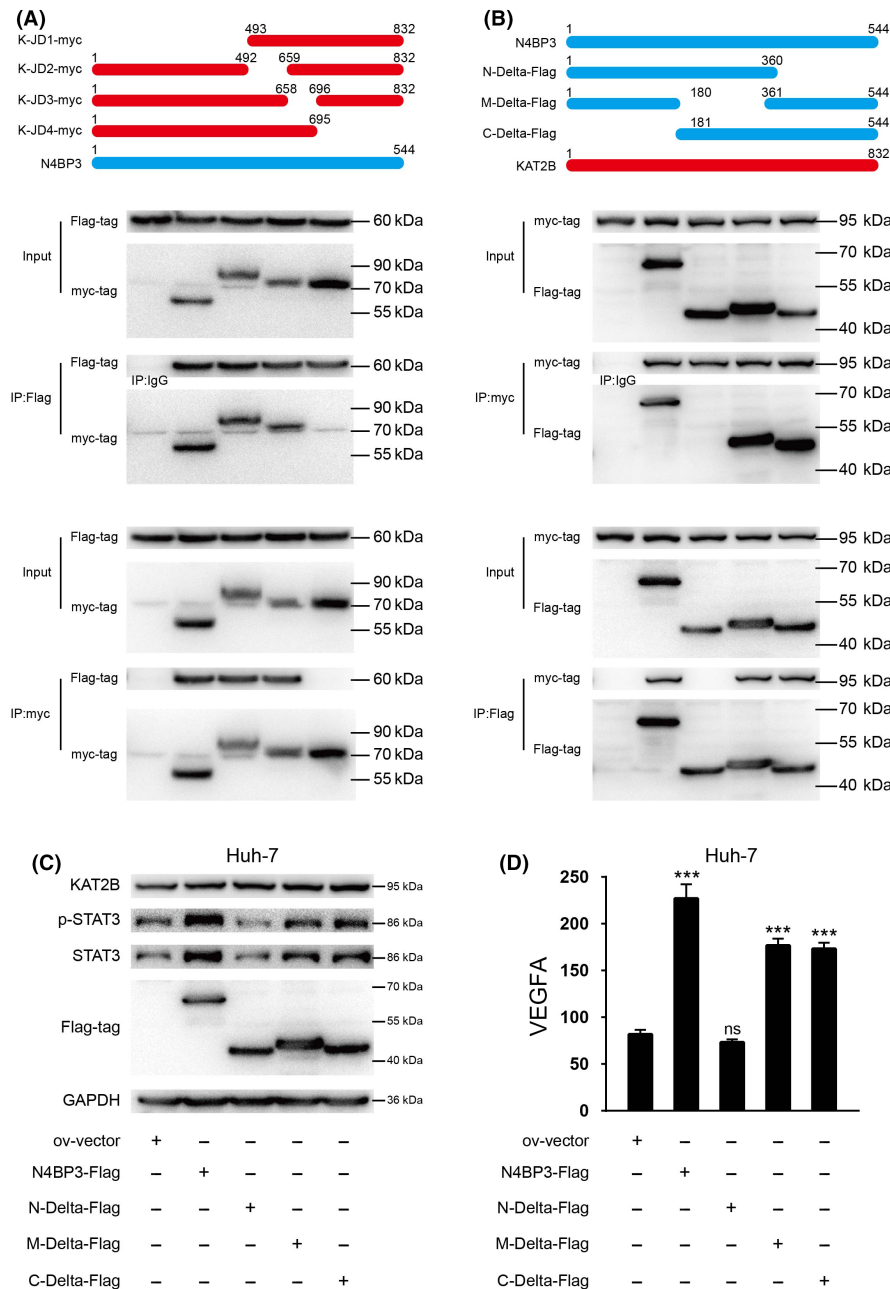 (A)
493 832
K-JD1-myc
1 492 659 832
K-JD2-myc
1 658 696 832
K-JD3-myc
1 695
K-JD4-myc
1 544
N4BP3
Flag-tag 60 kDa
Input
90 kDa
70 kDa
myc-tag
55 kDa
Flag-tag 60 kDa
IP:IgG
IP:Flag
90 kDa
70 kDa
myc-tag
55 kDa
Flag-tag 60 kDa
Input
90 kDa
70 kDa
myc-tag
55 kDa
Flag-tag 60 kDa
IP:myc
90 kDa
70 kDa
myc-tag
55 kDa
(B)
1 544
N4BP3
1 360
N-Delta-Flag
1 180 361 544
M-Delta-Flag
181 544
C-Delta-Flag
1 832
KAT2B
myc-tag 95 kDa
Input
70 kDa
Flag-tag
55 kDa
40 kDa
myc-tag 95 kDa
IP:IgG
IP:myc
70 kDa
Flag-tag
55 kDa
40 kDa
myc-tag 95 kDa
Input
70 kDa
Flag-tag
55 kDa
40 kDa
myc-tag 95 kDa
IP:Flag
70 kDa
Flag-tag
55 kDa
40 kDa
(C)
Huh-7
KAT2B 95 kDa
p-STAT3 86 kDa
STAT3 86 kDa
70 kDa
Flag-tag
55 kDa
40 kDa
GAPDH 36 kDa
ov-vector + – – – –
N4BP3-Flag – + – – –
N-Delta-Flag – – + – –
M-Delta-Flag – – – + –
C-Delta-Flag – – – – +
(D)
Huh-7
VEGFA
250
200
150
100
50
0
***
ns
***
***
ov-vector + – – – –
N4BP3-Flag – + – – –
N-Delta-Flag – – + – –
M-Delta-Flag – – – + –
C-Delta-Flag – – – – +